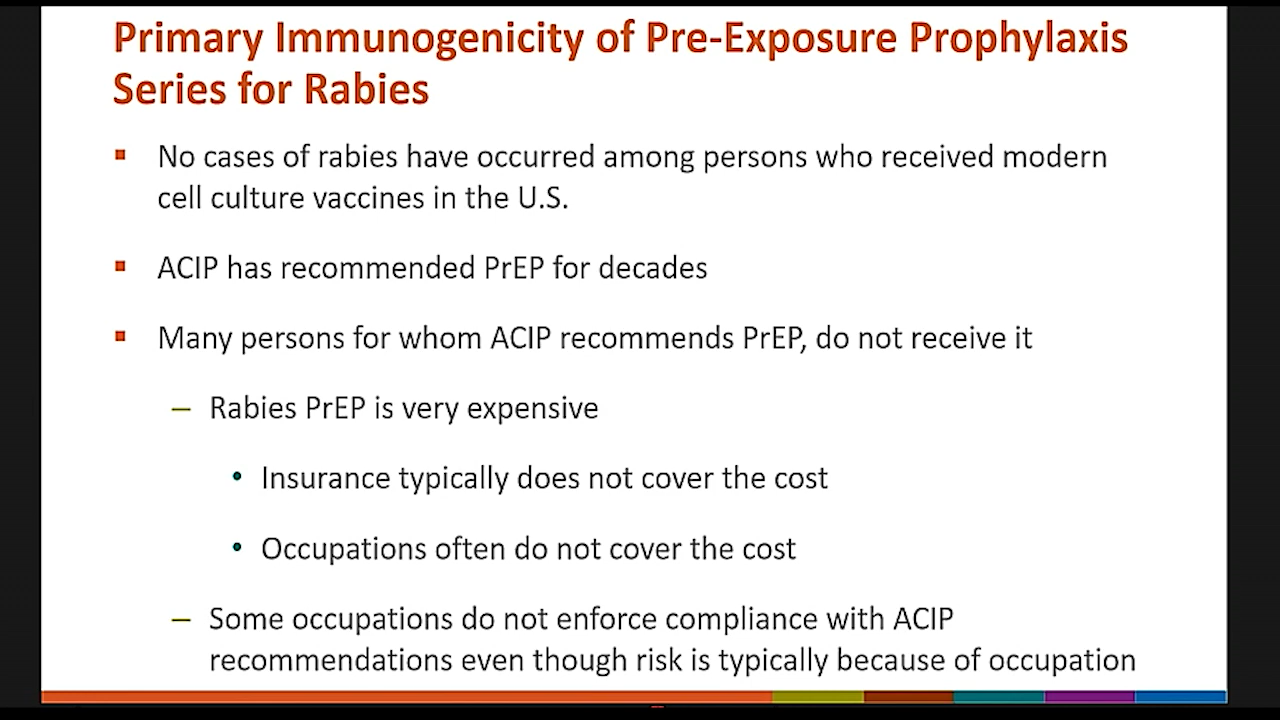 Primary Immunogenicity of Pre-Exposure Prophylaxis
Series for Rabies
▪ No cases of rabies have occurred among persons who received modern
cell culture vaccines in the U.S.
▪ ACIP has recommended PrEP for decades
▪ Many persons for whom ACIP recommends PrEP, do not receive it
– Rabies PrEP is very expensive
• Insurance typically does not cover the cost
• Occupations often do not cover the cost
– Some occupations do not enforce compliance with ACIP
recommendations even though risk is typically because of occupation